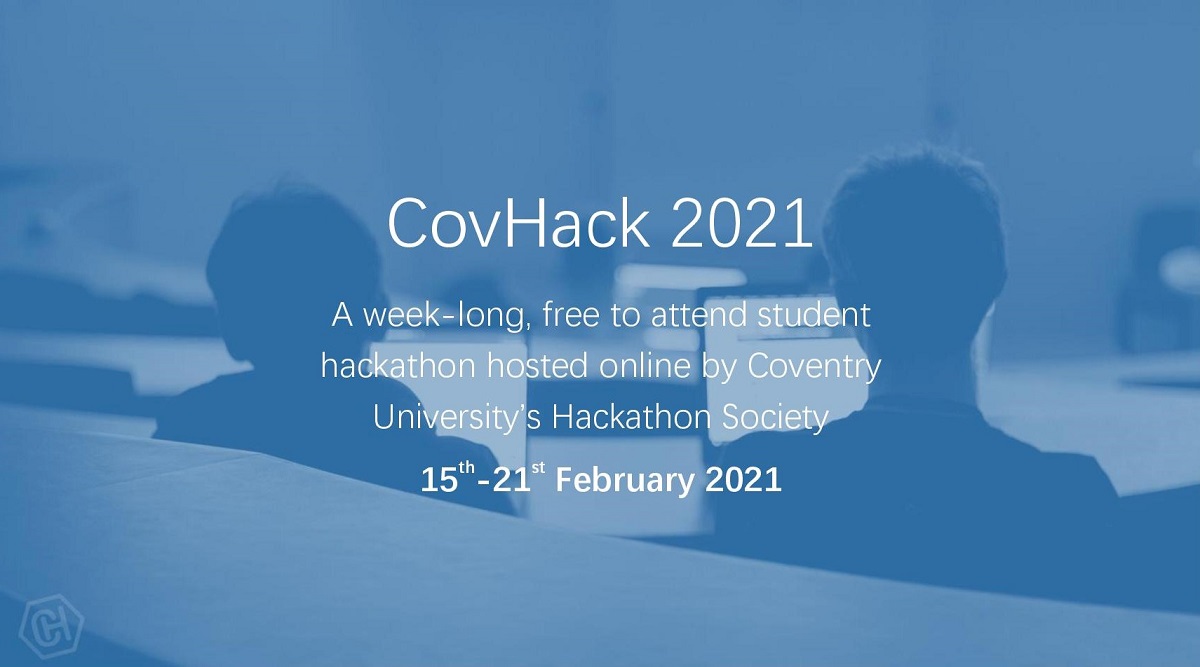 CovHack 2021
A week-long, free to attend student
hackathon hosted online by Coventry
University's Hackathon Society
15th-21st February 2021
CH